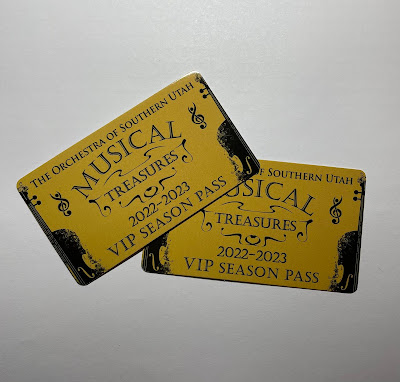 THE ORCHESTRA OF SOUTHERN UTAH
MUSICAL
TREASURES
2022-2023
VIP SEASON PASS
OF SOUTHERN UTAH
TREASURES
2022-2023
VIP SEASON PASS